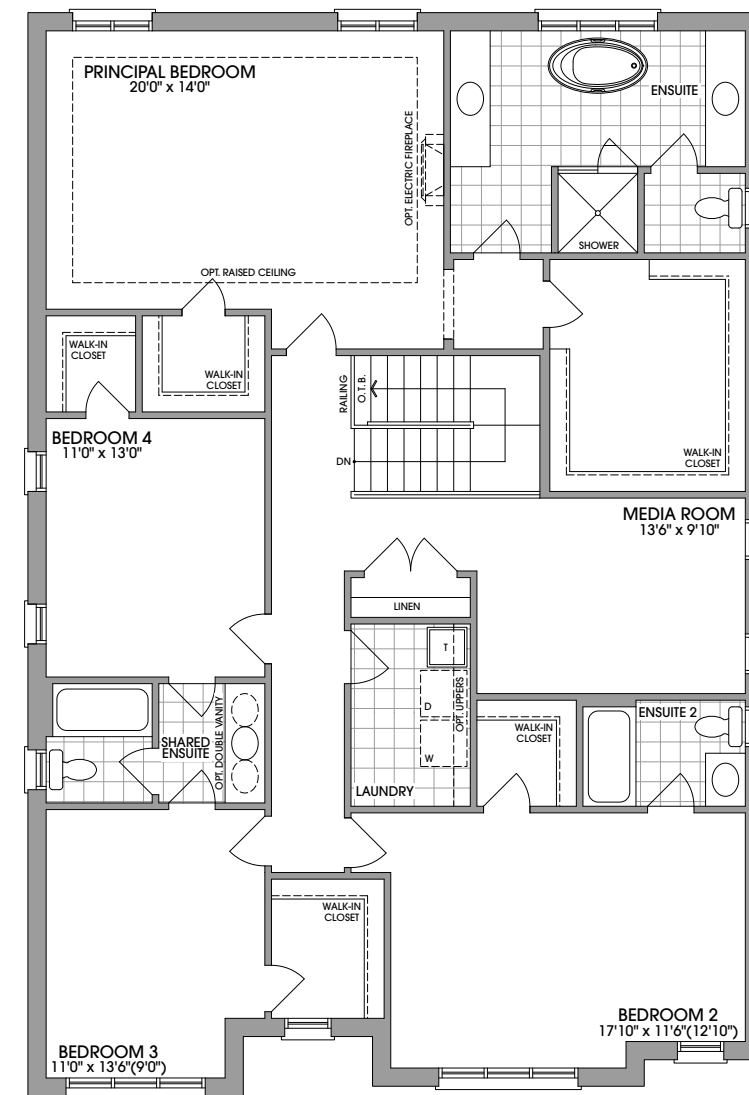 PRINCIPAL BEDROOM
20'0" x 14'0"
OPT. ELECTRIC FIREPLACE
ENSUITE
SHOWER
OPT. RAISED CEILING
WALK-IN
CLOSET
WALK-IN
CLOSET
RAILING
O.T.B.
DN
WALK-IN
CLOSET
BEDROOM 4
11'0" x 13'0"
MEDIA ROOM
13'6" x 9'10"
LINEN
T
D
W
OPT. UPPERS
LAUNDRY
SHARED
ENSUITE
OPT. DOUBLE VANITY
WALK-IN
CLOSET
ENSUITE 2
WALK-IN
CLOSET
BEDROOM 2
17'10" x 11'6"(12'10")
BEDROOM 3
11'0" x 13'6"(9'0")